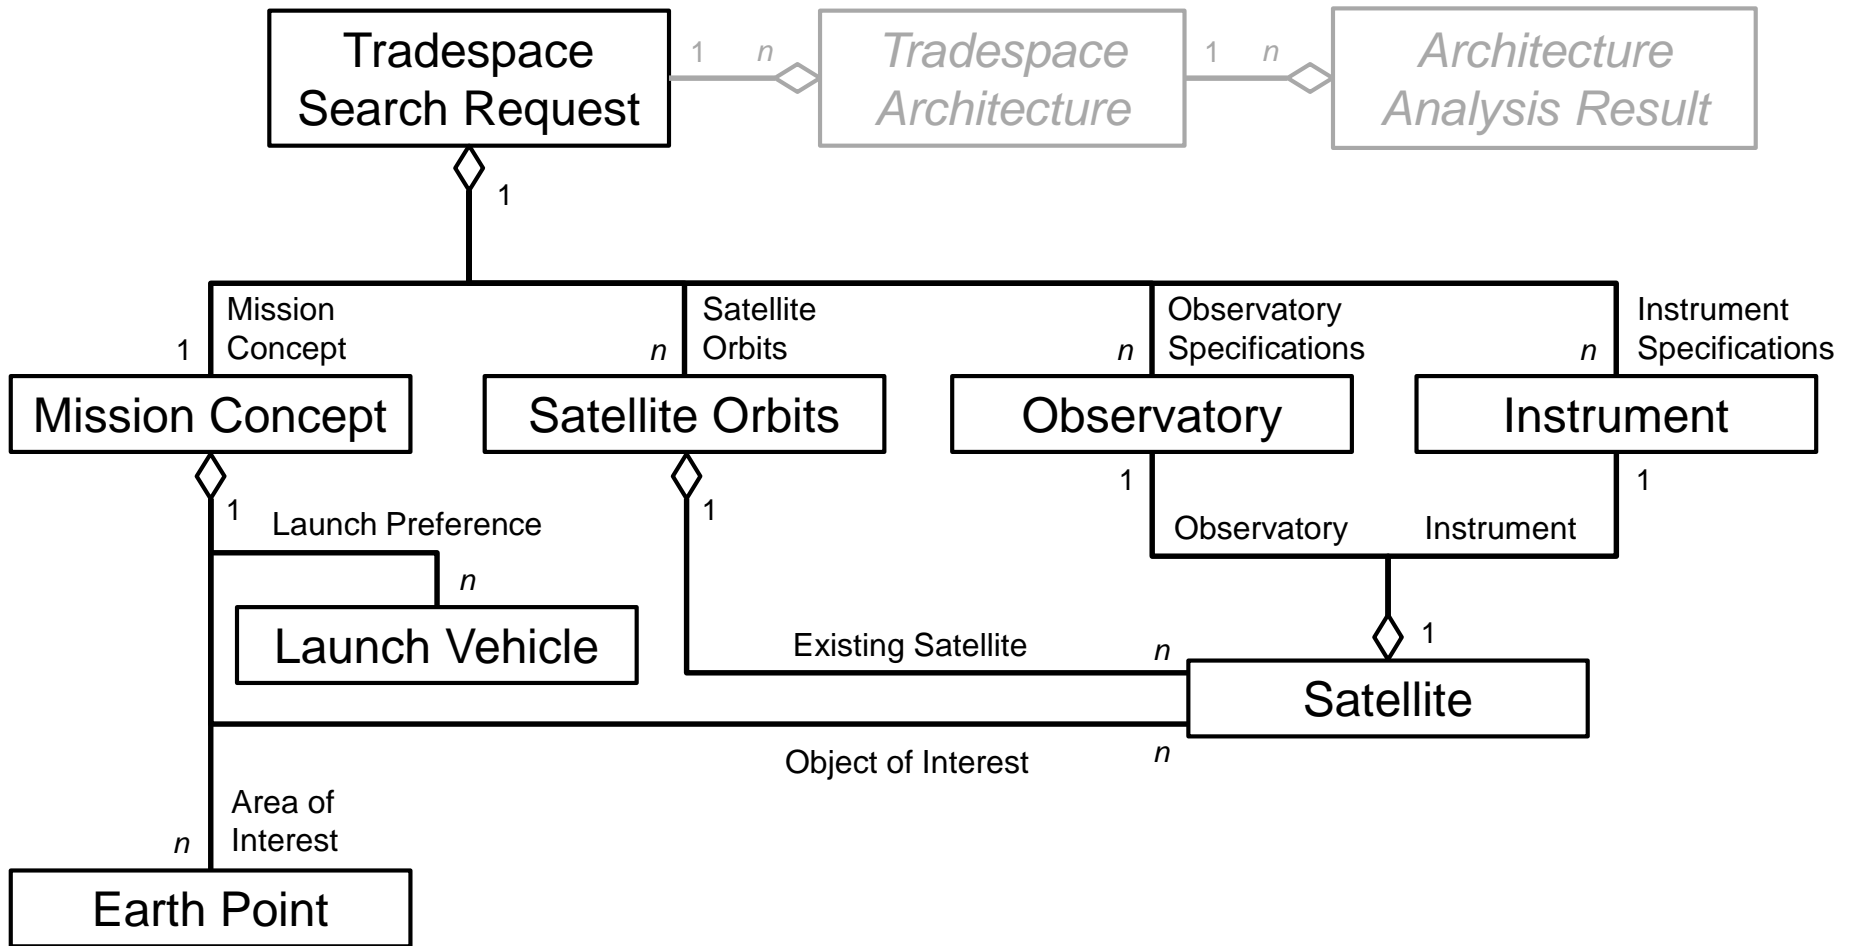 Tradespace
Search Request
1
n
Tradespace
Architecture
1
n
Architecture
Analysis Result
1
Mission
Concept
1
Satellite
Orbits
n
Observatory
Specifications
n
Instrument
Specifications
n
Mission Concept
Satellite Orbits
Observatory
Instrument
1
1
1
1
Launch Preference
n
Observatory
Instrument
Launch Vehicle
Existing Satellite
n
1
Satellite
Object of Interest
n
Area of
Interest
n
Earth Point